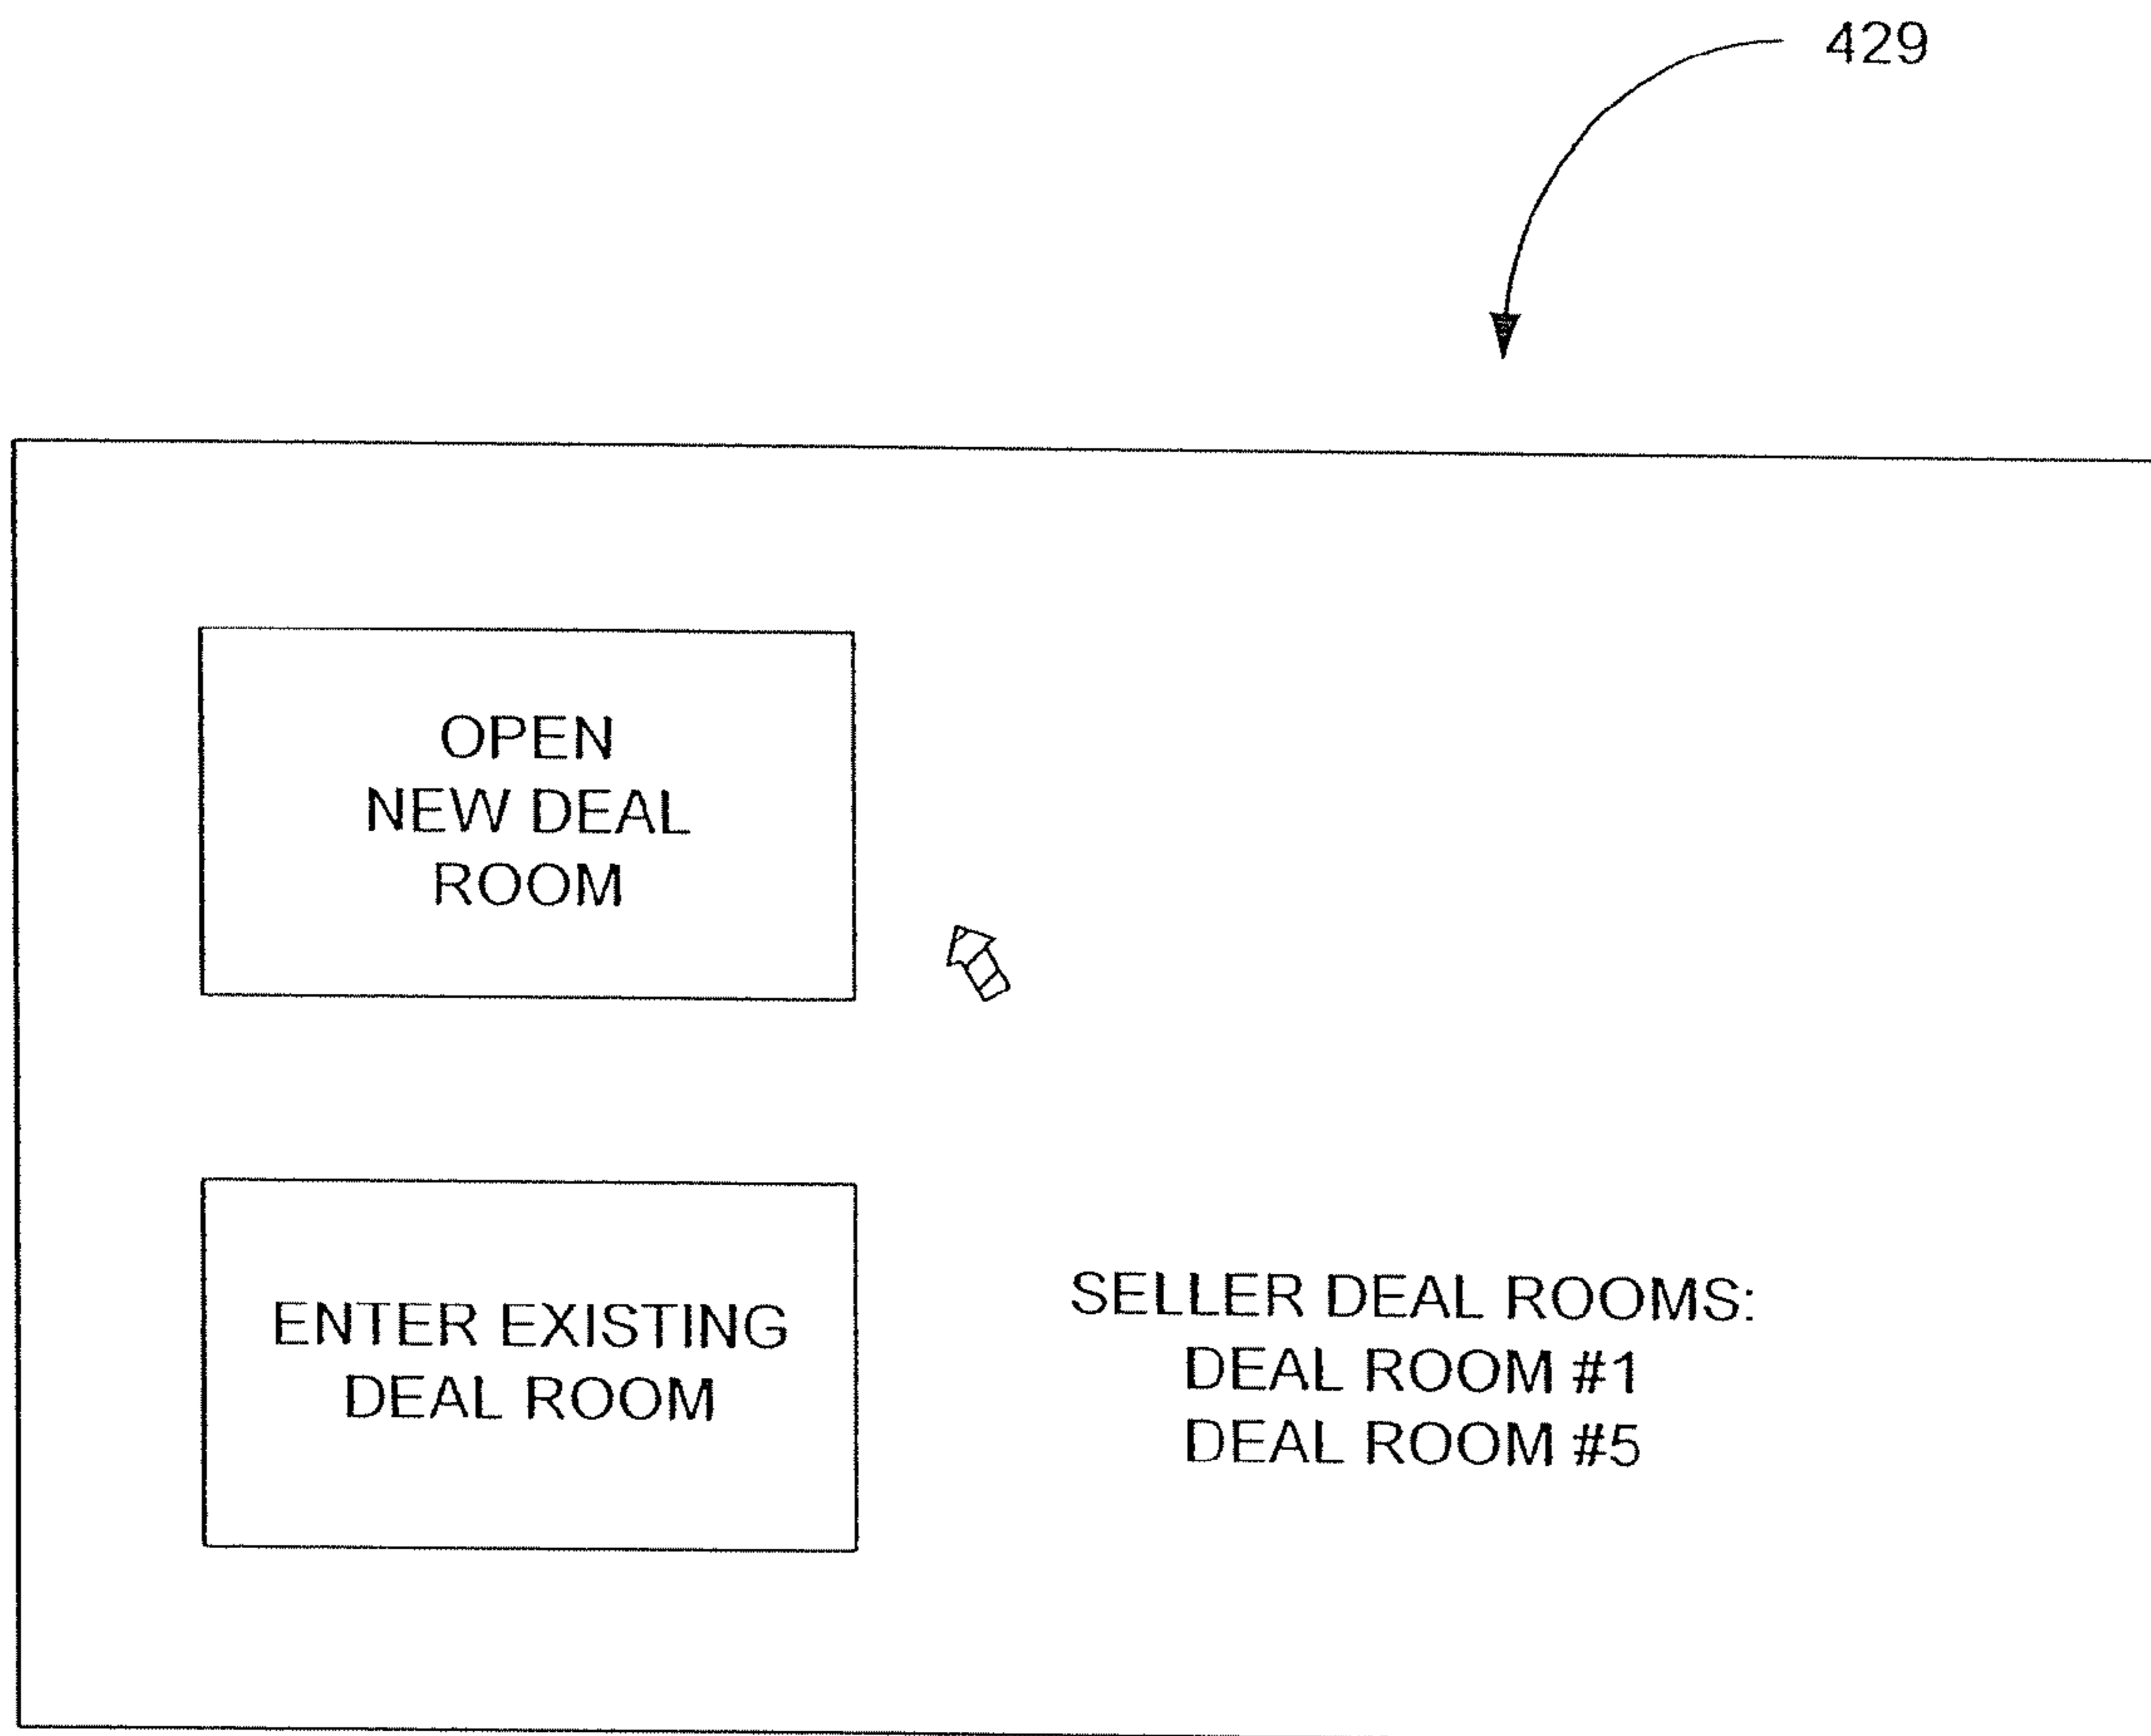 429
OPEN
NEW DEAL
ROOM
ENTER EXISTING
DEAL ROOM
SELLER DEAL ROOMS:
DEAL ROOM #1
DEAL ROOM #5